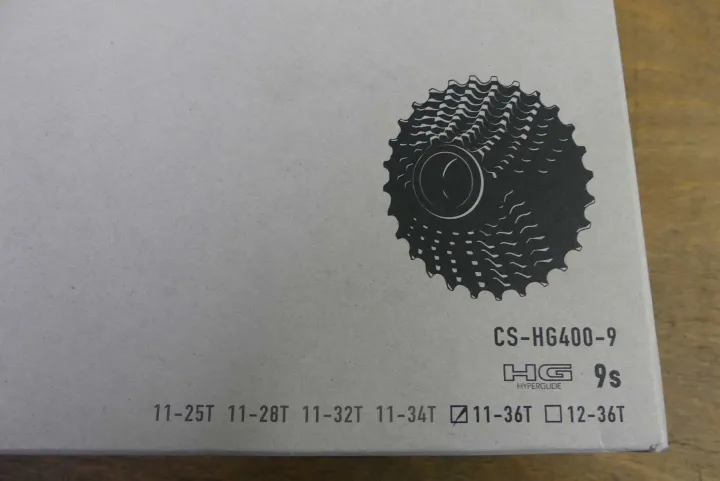 CS-HG400-9
HG 9s
HYPERGLIDE
11-25T 11-28T 11-32T 11-34T 11-36T 12-36T